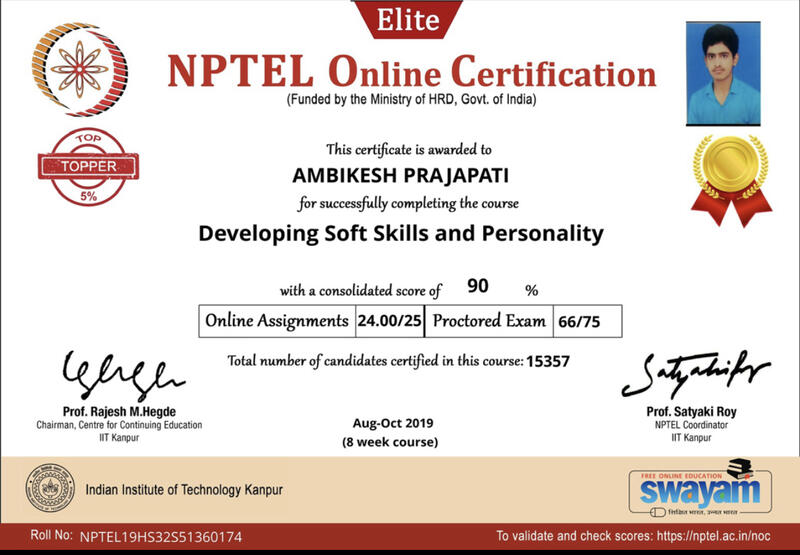 Elite
NPTEL Online Certification
(Funded by the Ministry of HRD, Govt. of India)
TOP
TOPPER
5%
This certificate is awarded to
AMBIKESH PRAJAPATI
for successfully completing the course
Developing Soft Skills and Personality
with a consolidated score of 90 %
Online Assignments 24.00/25 Proctored Exam 66/75
Total number of candidates certified in this course: 15357
Prof. Rajesh M.Hegde
Chairman, Centre for Continuing Education
IIT Kanpur
Aug-Oct 2019
(8 week course)
Satyakiroy
Prof. Satyaki Roy
NPTEL Coordinator
IIT Kanpur
Indian Institute of Technology Kanpur
FREE ONLINE EDUCATION
swayam
शिक्षित भारत, उन्नत भारत
Roll No: NPTEL19HS32S51360174
To validate and check scores: https://nptel.ac.in/noc